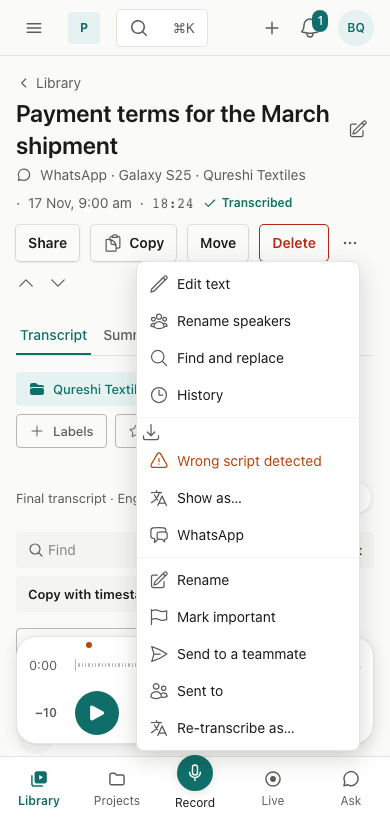 P
⌘K
1
BQ
Library
Payment terms for the March
shipment
WhatsApp · Galaxy S25 · Qureshi Textiles
· 17 Nov, 9:00 am · 18:24 Transcribed
Share
Copy
Move
Delete
Transcript
Edit text
Rename speakers
Find and replace
History
Wrong script detected
Show as...
WhatsApp
Rename
Mark important
Send to a teammate
Sent to
Re-transcribe as...
Qureshi
Labels
Final transcript ·
Find
Copy with
0:00
−10
Library
Projects
Record
Live
Ask